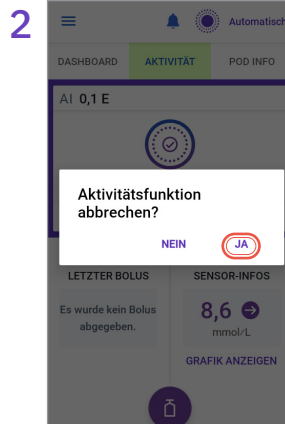 2
Automatisch
DASHBOARD AKTIVITÄT POD INFO
AI 0,1 E
Aktivitätsfunktion
abbrechen?
NEIN JA
LETZTER BOLUS SENSOR-INFOS
Es wurde kein Bolus
abgegeben.
8,6
mmol/L
GRAFIK ANZEIGEN